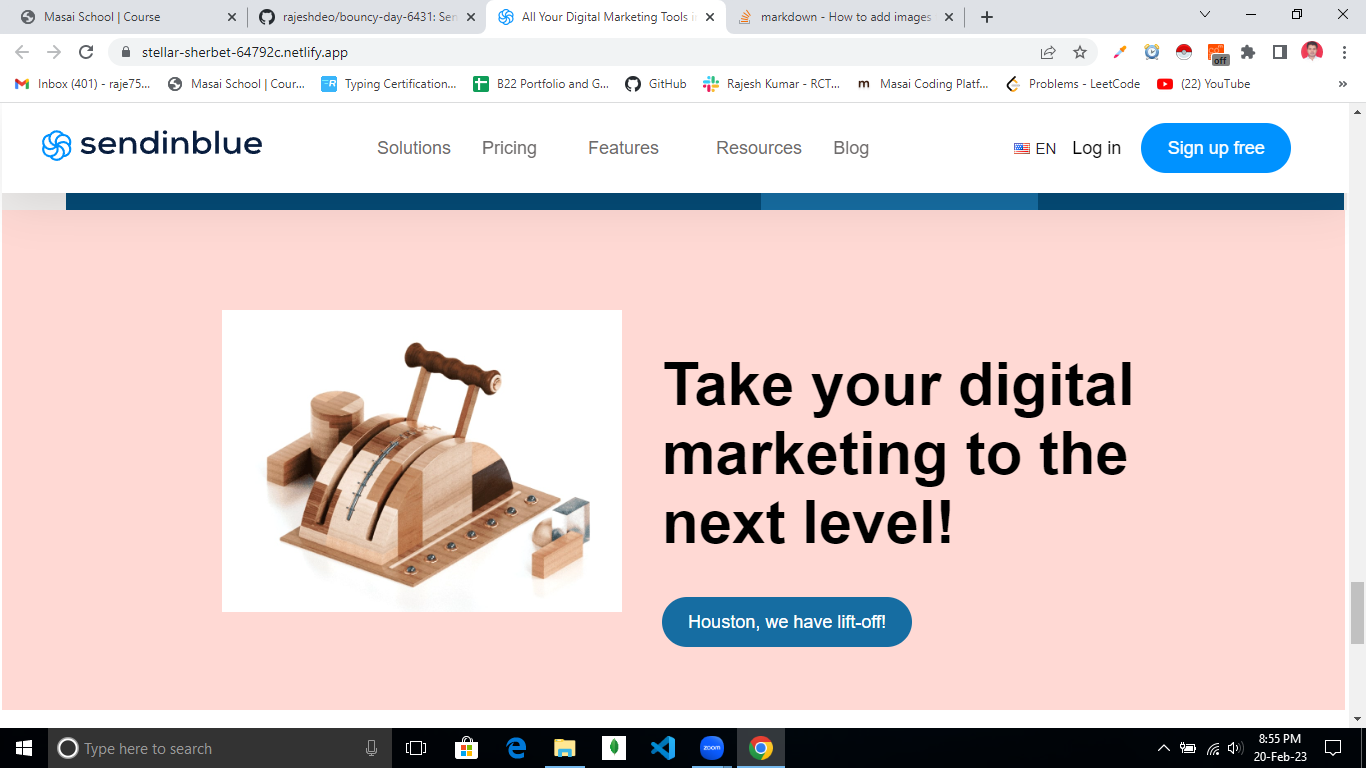 Masai School | Course
rajeshdeo/bouncy-day-6431: Sen
All Your Digital Marketing Tools i
markdown - How to add images
stellar-sherbet-64792c.netlify.app
off
Inbox (401) - raje75...
Masai School | Cour...
Typing Certification...
B22 Portfolio and G...
GitHub
Rajesh Kumar - RCT...
Masai Coding Platf...
Problems - LeetCode
(22) YouTube
sendinblue
Solutions
Pricing
Features
Resources
Blog
EN
Log in
Sign up free
Take your digital
marketing to the
next level!
Houston, we have lift-off!
Type here to search
zoom
8:55 PM
20-Feb-23